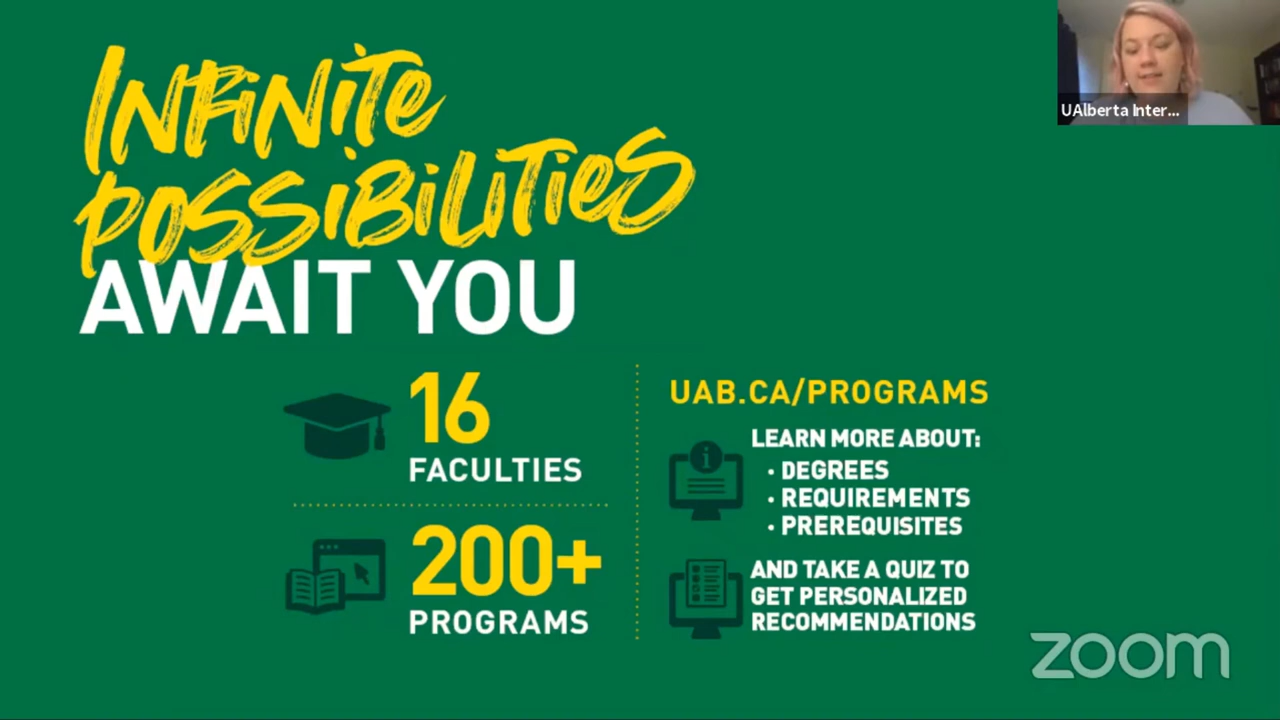 INFINITE
POSSIBILITIES
AWAIT YOU
UAlberta Inter...
16
FACULTIES
200+
PROGRAMS
UAB.CA/PROGRAMS
LEARN MORE ABOUT:
• DEGREES
• REQUIREMENTS
• PREREQUISITES
AND TAKE A QUIZ TO
GET PERSONALIZED
RECOMMENDATIONS
zoom